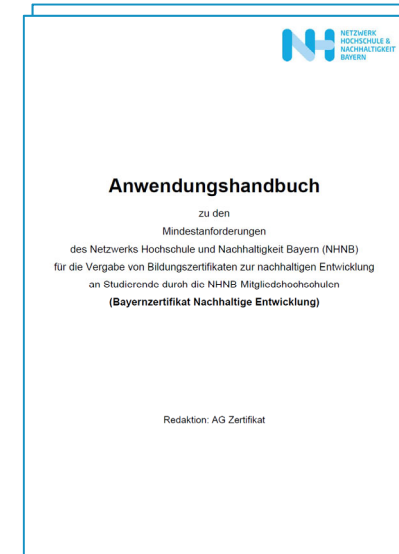 NETZWERK
HOCHSCHULE &
NACHHALTIGKEIT
BAYERN
Anwendungshandbuch
zu den
Mindestanforderungen
des Netzwerks Hochschule und Nachhaltigkeit Bayern (NHNB)
für die Vergabe von Bildungszertifikaten zur nachhaltigen Entwicklung
an Studierende durch die NHNB Mitgliedshochschulen
(Bayernzertifikat Nachhaltige Entwicklung)
Redaktion: AG Zertifikat